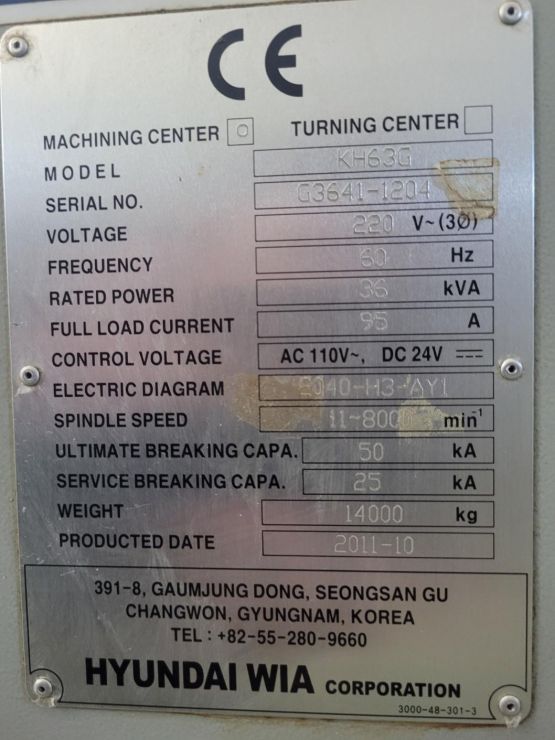 CE
MACHINING CENTER O TURNING CENTER
MODEL KH63G
SERIAL NO. G3641-1204
VOLTAGE 220 V~(3Ø)
FREQUENCY 60 Hz
RATED POWER 36 kVA
FULL LOAD CURRENT 95 A
CONTROL VOLTAGE AC 110V~, DC 24V ⎓
ELECTRIC DIAGRAM
SPINDLE SPEED min⁻¹
ULTIMATE BREAKING CAPA. 50 kA
SERVICE BREAKING CAPA. 25 kA
WEIGHT 14000 kg
PRODUCTED DATE 2011-10
391-8, GAUMJUNG DONG, SEONGSAN GU
CHANGWON, GYUNGNAM, KOREA
TEL : +82-55-280-9660
HYUNDAI WIA CORPORATION
3000-48-301-3